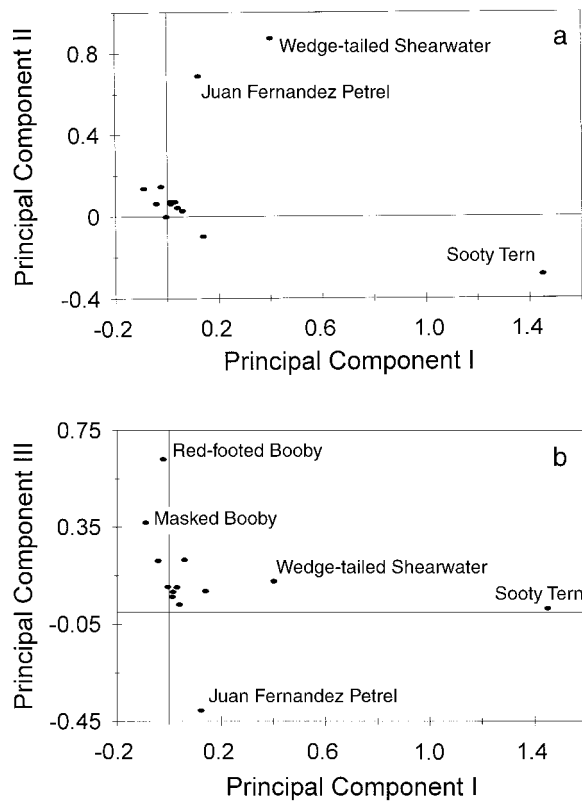 a
Principal Component II
0.8
0.4
0
-0.4
Wedge-tailed Shearwater
Juan Fernandez Petrel
Sooty Tern
-0.2 0.2 0.6 1.0 1.4
Principal Component I
b
Principal Component III
0.75
0.35
-0.05
-0.45
Red-footed Booby
Masked Booby
Wedge-tailed Shearwater
Sooty Tern
Juan Fernandez Petrel
-0.2 0.2 0.6 1.0 1.4
Principal Component I